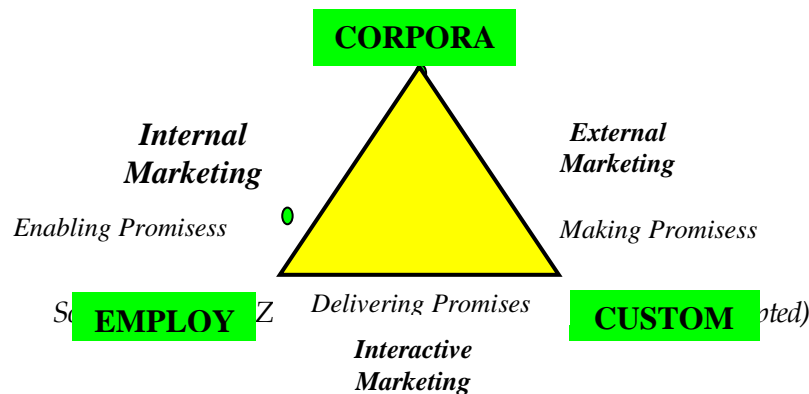 CORPORA
Internal
Marketing
External
Marketing
Enabling Promisess
Making Promisess
EMPLOY
Z
Delivering Promises
CUSTOM
Interactive
Marketing